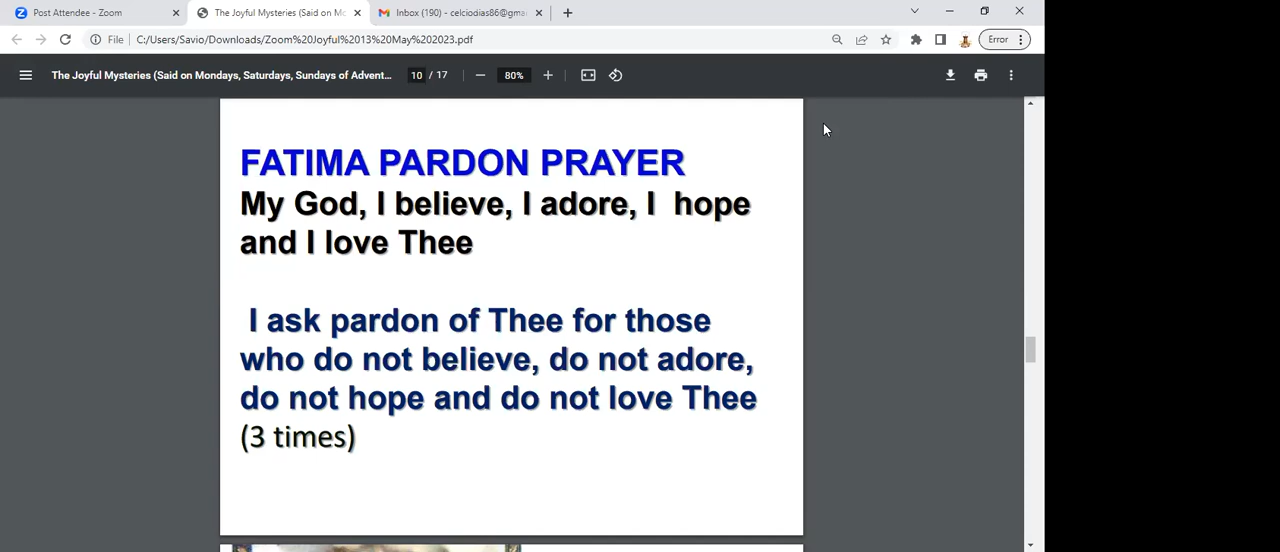 Post Attendee - Zoom
The Joyful Mysteries (Said on Mo
Inbox (190) - celciodias86@gma
File
C:/Users/Savio/Downloads/Zoom%20Joyful%2013%20May%202023.pdf
Error
The Joyful Mysteries (Said on Mondays, Saturdays, Sundays of Advent...
10 / 17
80%
FATIMA PARDON PRAYER
My God, I believe, I adore, I hope
and I love Thee
I ask pardon of Thee for those
who do not believe, do not adore,
do not hope and do not love Thee
(3 times)